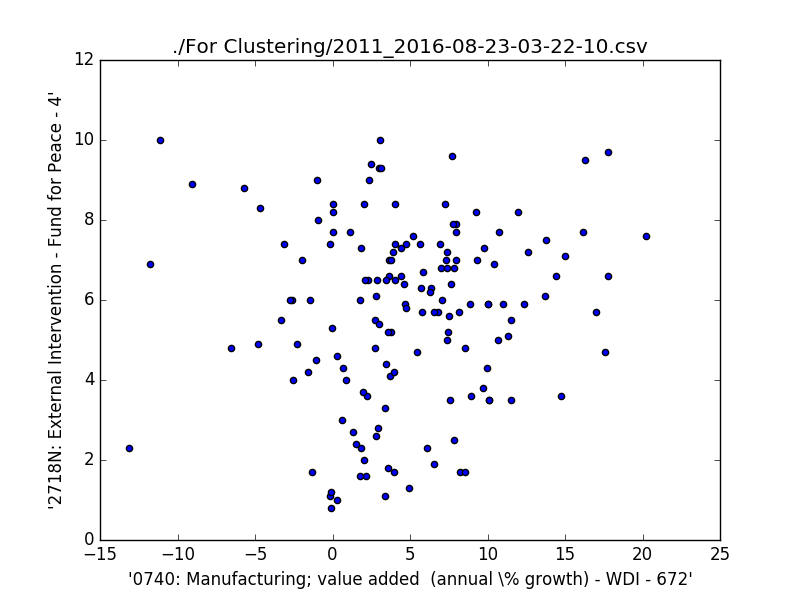 ./For Clustering/2011_2016-08-23-03-22-10.csv
12
10
8
6
4
2
0
'2718N: External Intervention - Fund for Peace - 4'
−15 −10 −5 0 5 10 15 20 25
'0740: Manufacturing; value added  (annual \% growth) - WDI - 672'